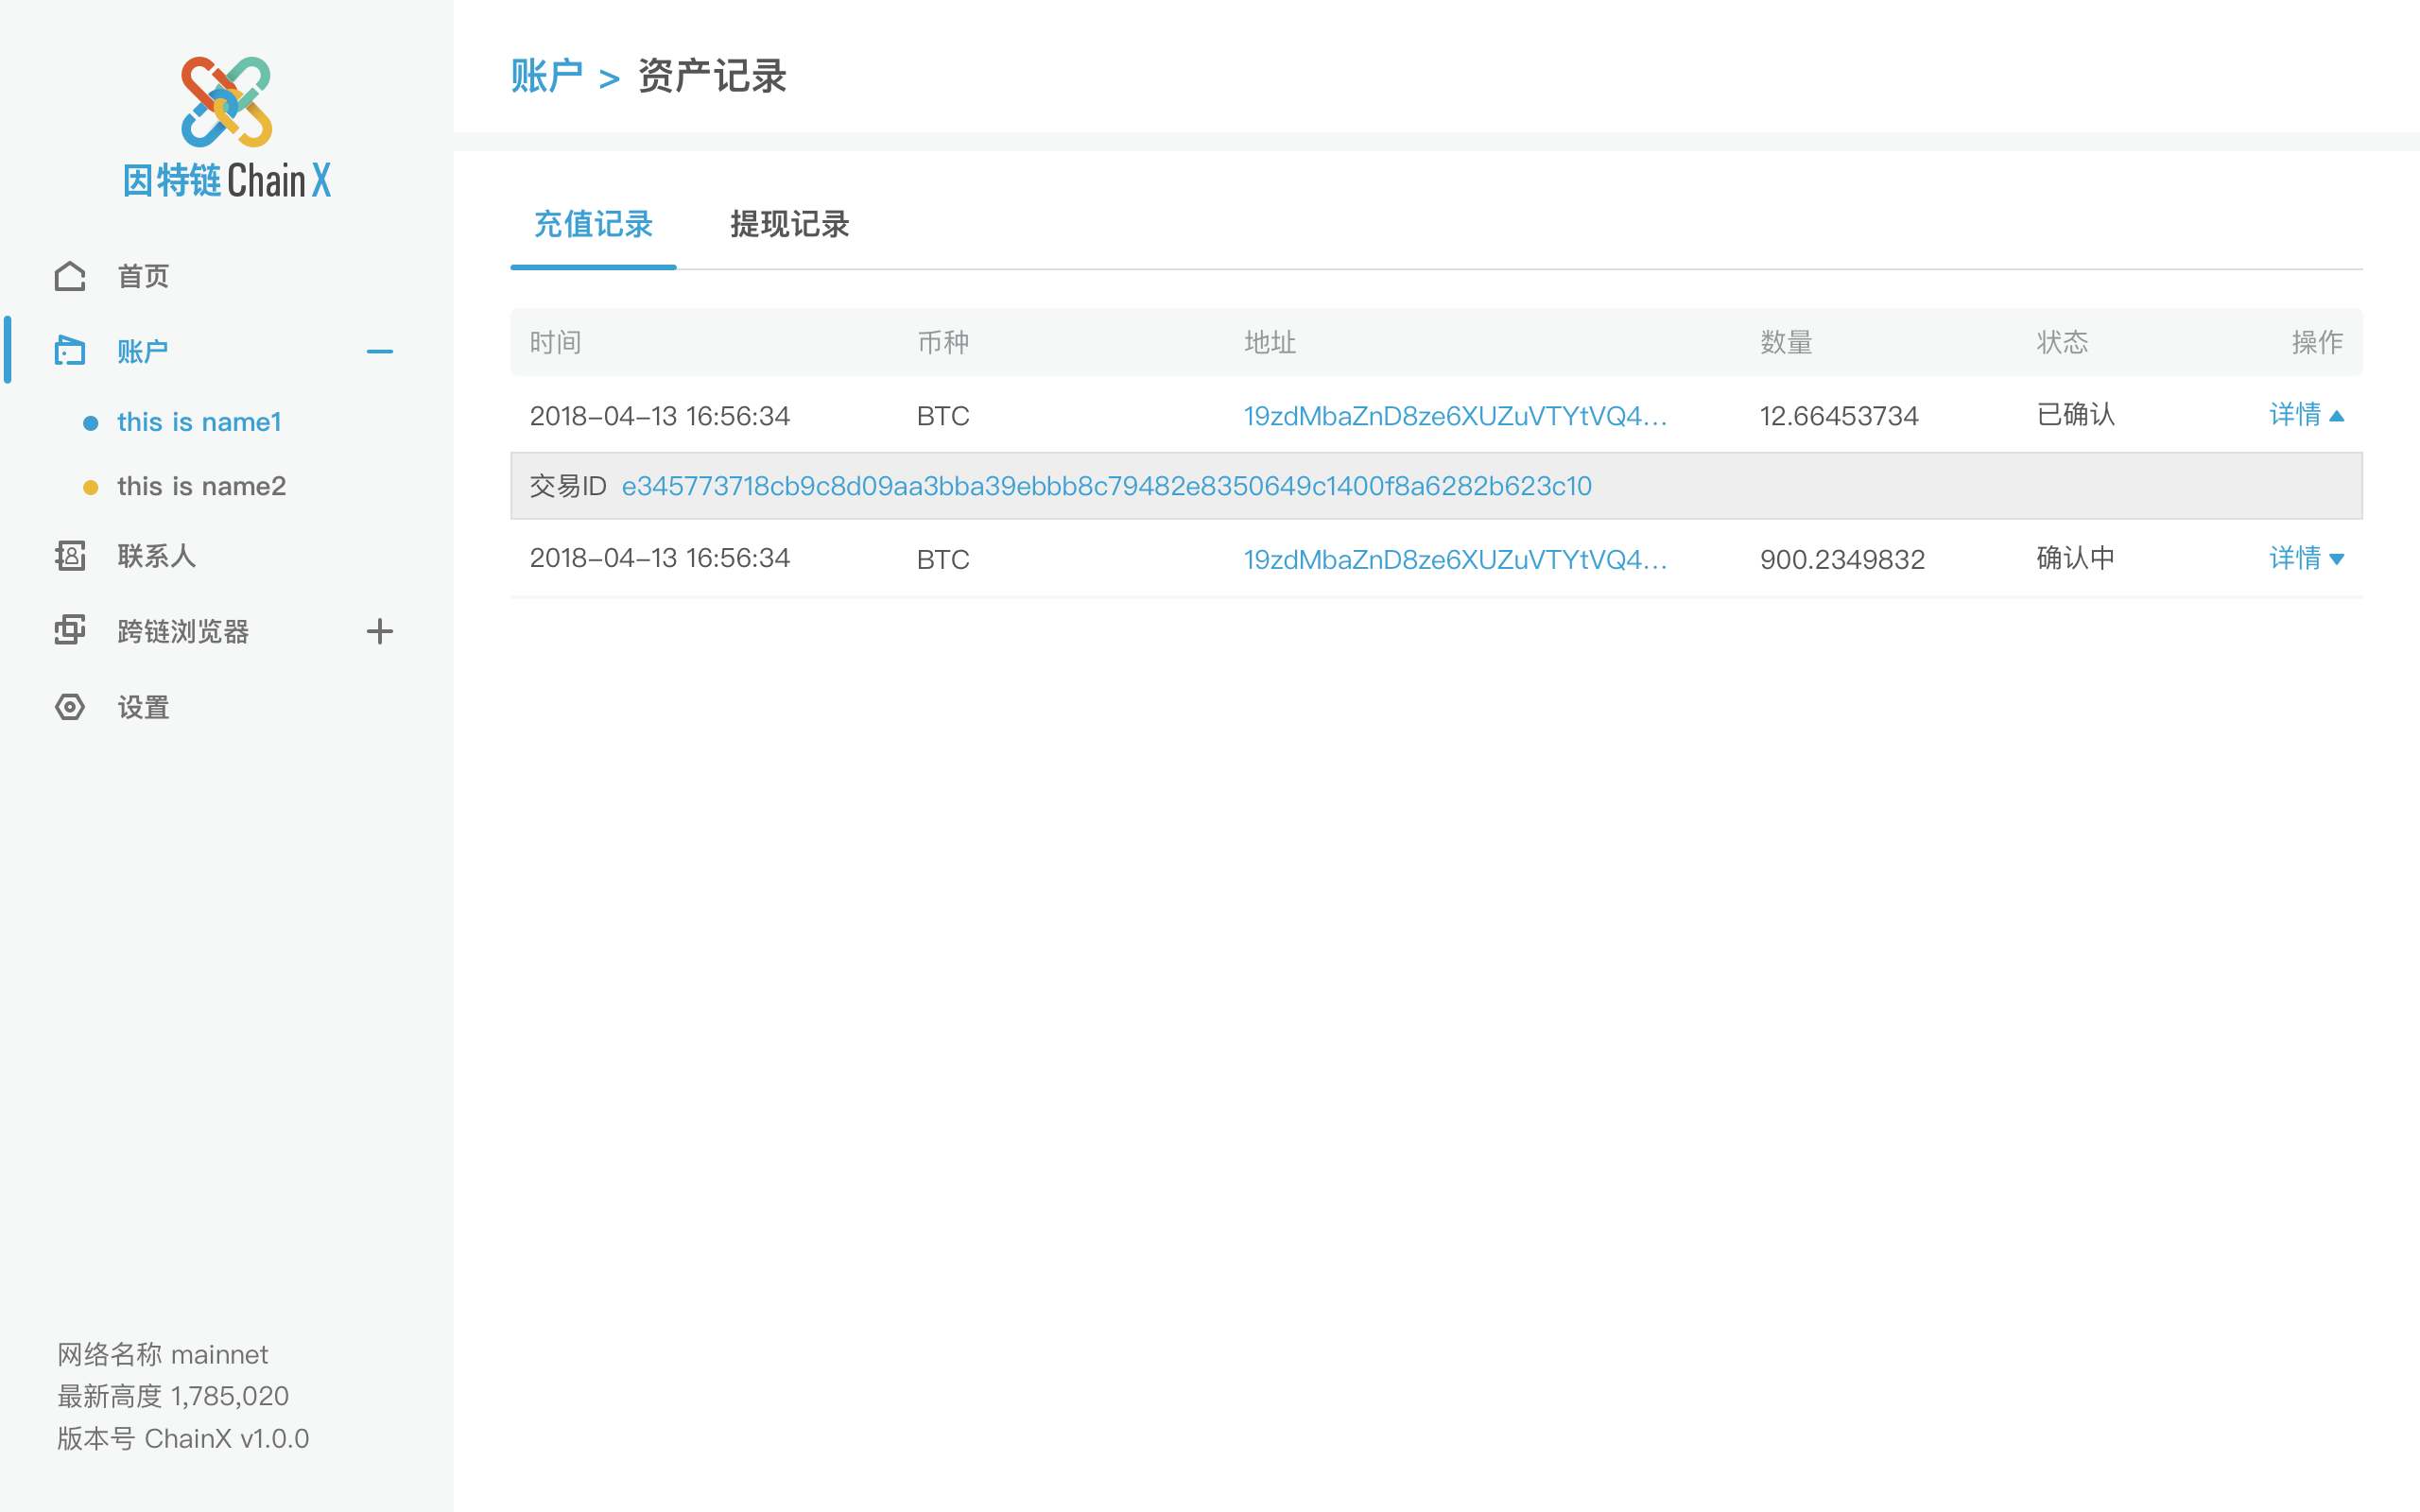 因特链 ChainX
首页
账户
this is name1
this is name2
联系人
跨链浏览器
设置
网络名称 mainnet
最新高度 1,785,020
版本号 ChainX v1.0.0
账户 > 资产记录
充值记录 提现记录
时间 币种 地址 数量 状态 操作
2018-04-13 16:56:34 BTC 19zdMbaZnD8ze6XUZuVTYtVQ4... 12.66453734 已确认 详情
交易ID e345773718cb9c8d09aa3bba39ebbb8c79482e8350649c1400f8a6282b623c10
2018-04-13 16:56:34 BTC 19zdMbaZnD8ze6XUZuVTYtVQ4... 900.2349832 确认中 详情